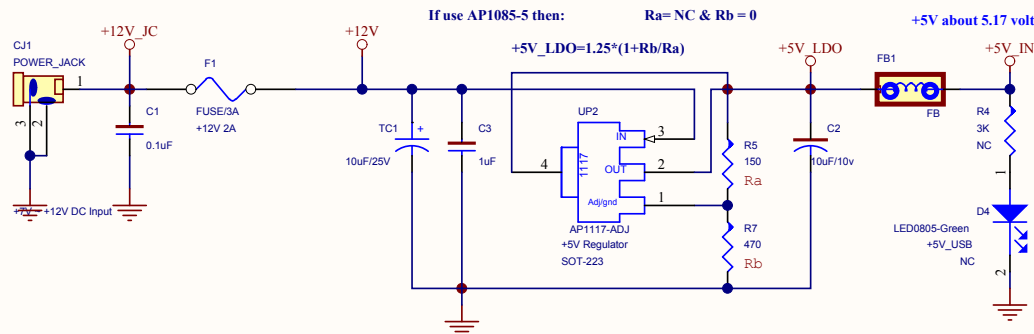 If use AP1085-5 then: Ra= NC & Rb = 0
+5V about 5.17 volt
+12V_JC
+12V
+5V_LDO=1.25*(1+Rb/Ra)
+5V_LDO
+5V_IN
CJ1
POWER_JACK
F1
FB1
1
FUSE/3A
+12V 2A
FB
C1
0.1uF
3
2
TC1
+
10uF/25V
C3
1uF
UP2
1117
IN
3
OUT
2
4
Adj/gnd
1
AP1117-ADJ
+5V Regulator
SOT-223
R5
150
Ra
R7
470
Rb
C2
10uF/10v
R4
3K
NC
1
D4
LED0805-Green
+5V_USB
NC
2
+7V ~ +12V DC Input